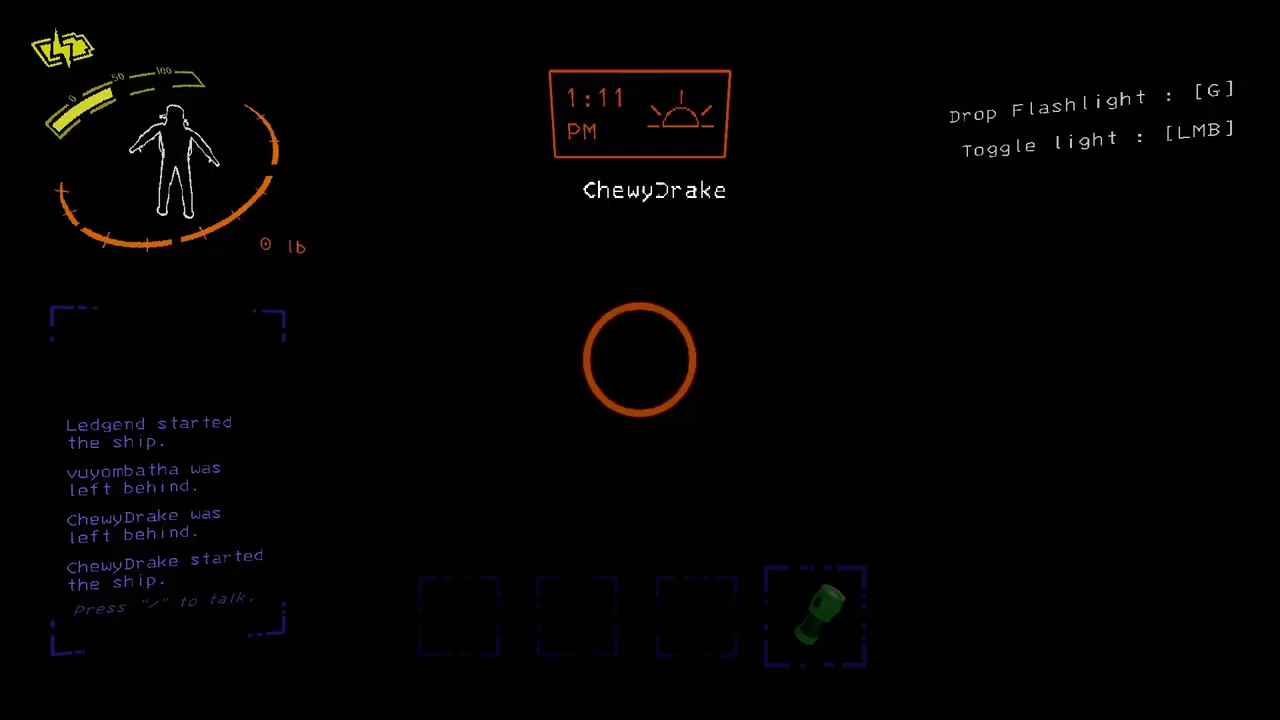 0 50 100
1:11
PM
ChewyDrake
Drop Flashlight : [G]
Toggle light : [LMB]
0 lb
Ledgend started
the ship.
vuyombatha was
left behind.
ChewyDrake was
left behind.
ChewyDrake started
the ship.
Press "/" to talk.